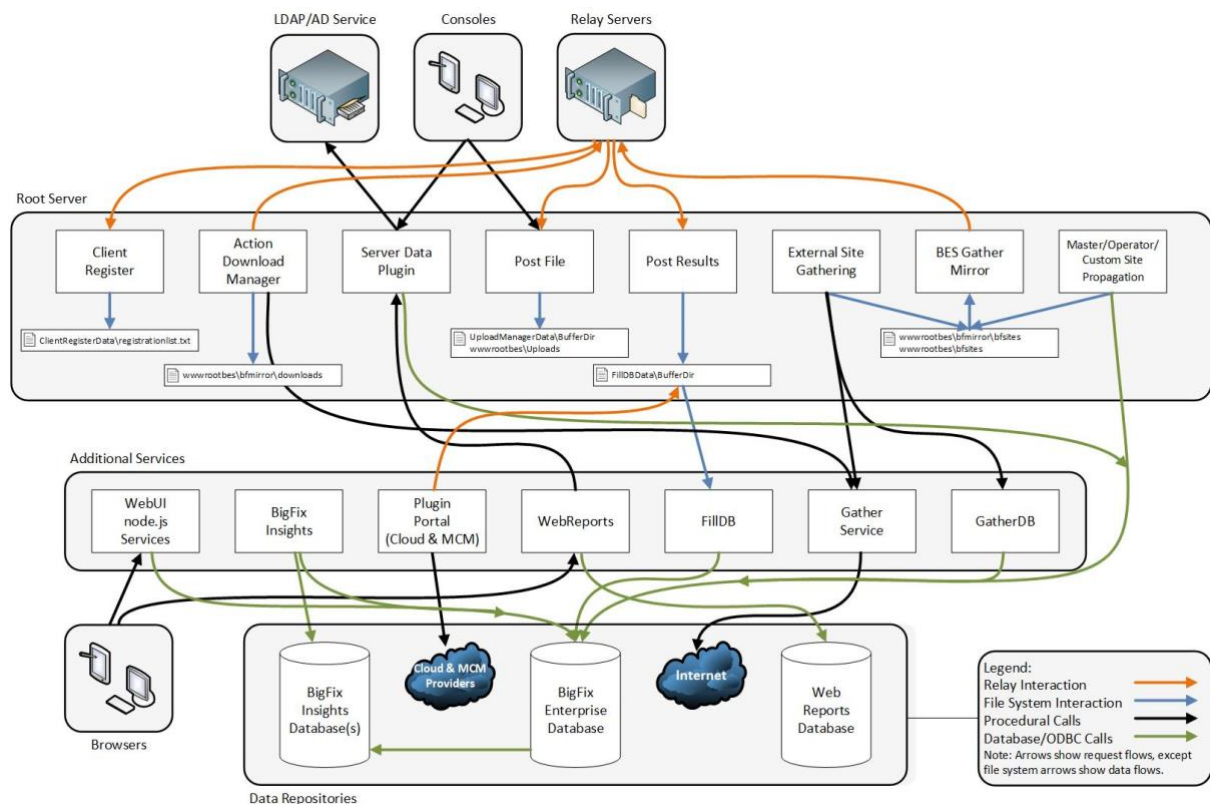 LDAP/AD Service
Consoles
Relay Servers
Root Server
Client
Register
Action
Download
Manager
Server Data
Plugin
Post File
Post Results
External Site
Gathering
BES Gather
Mirror
Master/Operator/
Custom Site
Propagation
ClientRegisterData\registrationlist.txt
wwwrootbes\bfmirror\downloads
UploadManagerData\BufferDir
wwwrootbes\Uploads
FillDBData\BufferDir
wwwrootbes\bfmirror\bfsites
wwwrootbes\bfsites
Additional Services
WebUI
node.js
Services
BigFix
Insights
Plugin
Portal
(Cloud & MCM)
WebReports
FillDB
Gather
Service
GatherDB
Browsers
BigFix
Insights
Database(s)
Cloud & MCM
Providers
BigFix
Enterprise
Database
Internet
Web
Reports
Database
Data Repositories
Legend:
Relay Interaction
File System Interaction
Procedural Calls
Database/ODBC Calls
Note: Arrows show request flows, except
file system arrows show data flows.